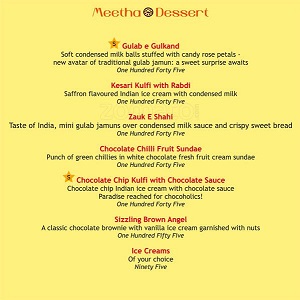 Meetha Dessert
Gulab e Gulkand
Soft condensed milk balls stuffed with candy rose petals -
new avatar of traditional gulab jamun: a sweet surprise awaits
One Hundred Forty Five
Kesari Kulfi with Rabdi
Saffron flavoured Indian ice cream with condensed milk
One Hundred Forty Five
Zauk E Shahi
Taste of India, mini gulab jamuns over condensed milk sauce and crispy sweet bread
One Hundred Forty Five
Chocolate Chilli Fruit Sundae
Punch of green chillies in white chocolate fresh fruit cream sundae
One Hundred Forty Five
Chocolate Chip Kulfi with Chocolate Sauce
Chocolate chip Indian ice cream with chocolate sauce
Paradise reached for chocoholics!
One Hundred Forty Five
Sizzling Brown Angel
A classic chocolate brownie with vanilla ice cream garnished with nuts
One Hundred Fifty Five
Ice Creams
Of your choice
Ninety Five